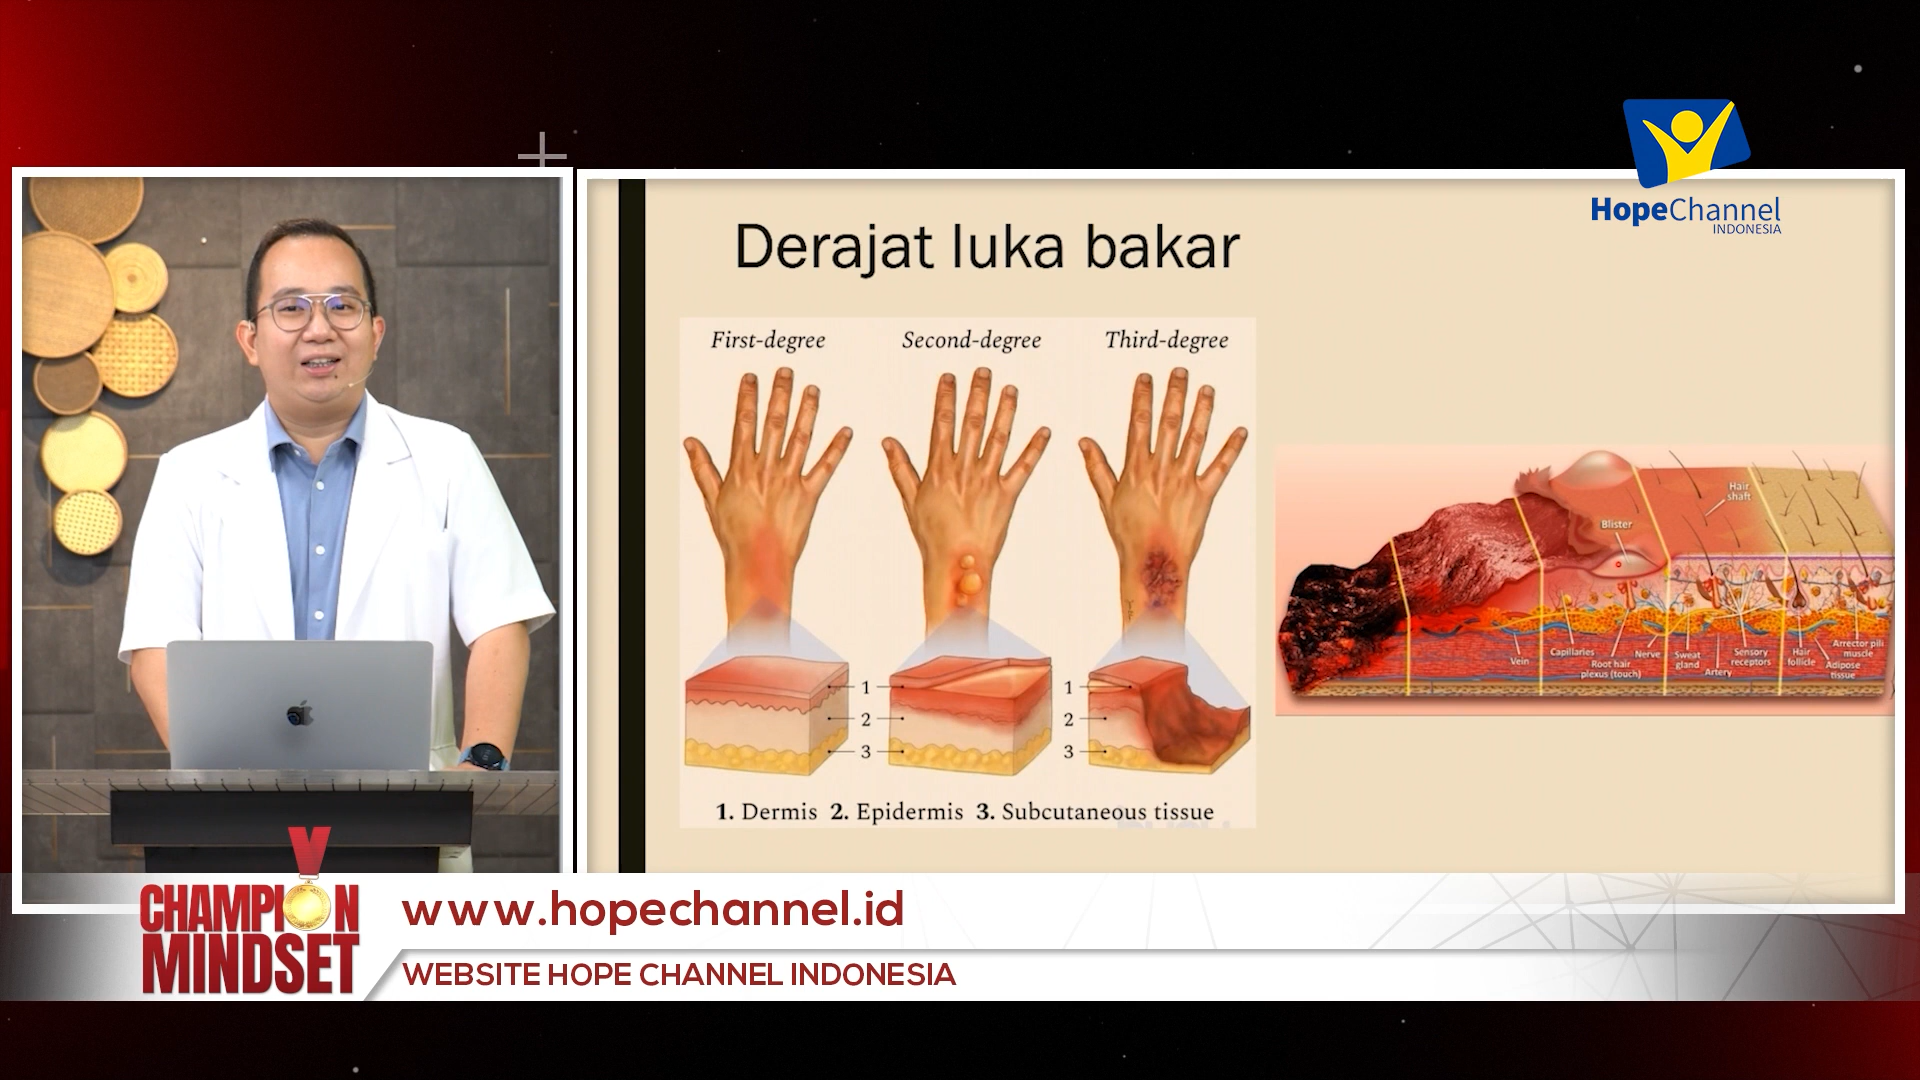 HopeChannel
INDONESIA
Derajat luka bakar
First-degree
Second-degree
Third-degree
1
2
3
1
2
3
1. Dermis 2. Epidermis 3. Subcutaneous tissue
Hair
shaft
Blister
Vein
Capillaries
Root hair
plexus (touch)
Nerve
Sweat
gland
Artery
Sensory
receptors
Hair
follicle
Arrector pili
muscle
Adipose
tissue
CHAMPION
MINDSET
www.hopechannel.id
WEBSITE HOPE CHANNEL INDONESIA